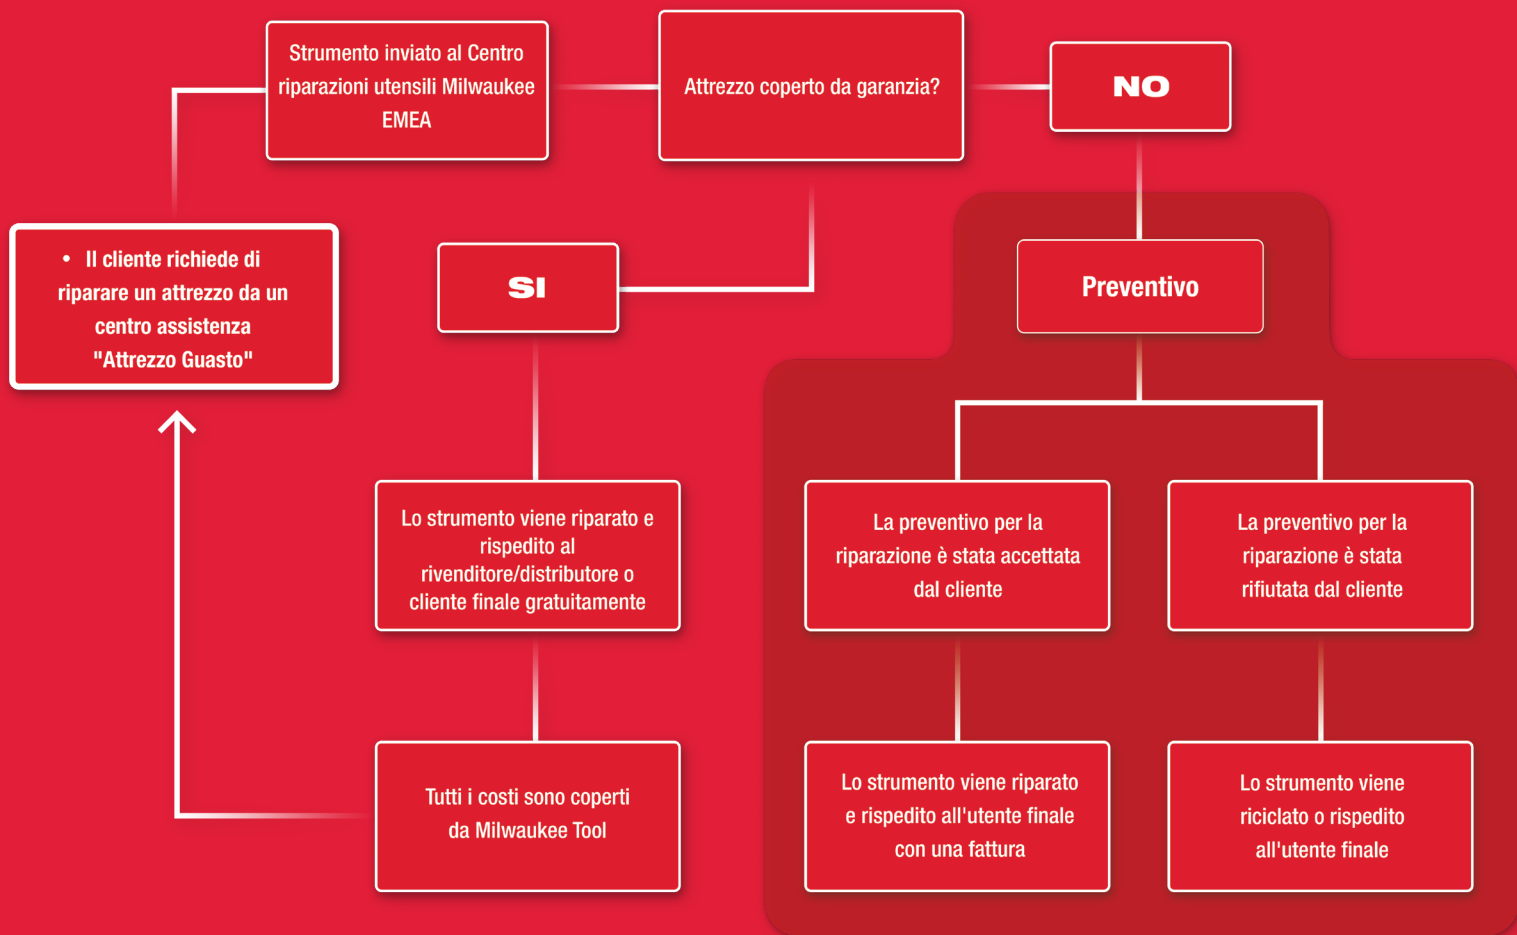 Strumento inviato al Centro
riparazioni utensili Milwaukee
EMEA
Attrezzo coperto da garanzia?
NO
• Il cliente richiede di
riparare un attrezzo da un
centro assistenza
"Attrezzo Guasto"
SI
Preventivo
Lo strumento viene riparato e
rispedito al
rivenditore/distributore o
cliente finale gratuitamente
La preventivo per la
riparazione è stata accettata
dal cliente
La preventivo per la
riparazione è stata
rifiutata dal cliente
Tutti i costi sono coperti
da Milwaukee Tool
Lo strumento viene riparato
e rispedito all'utente finale
con una fattura
Lo strumento viene
riciclato o rispedito
all'utente finale